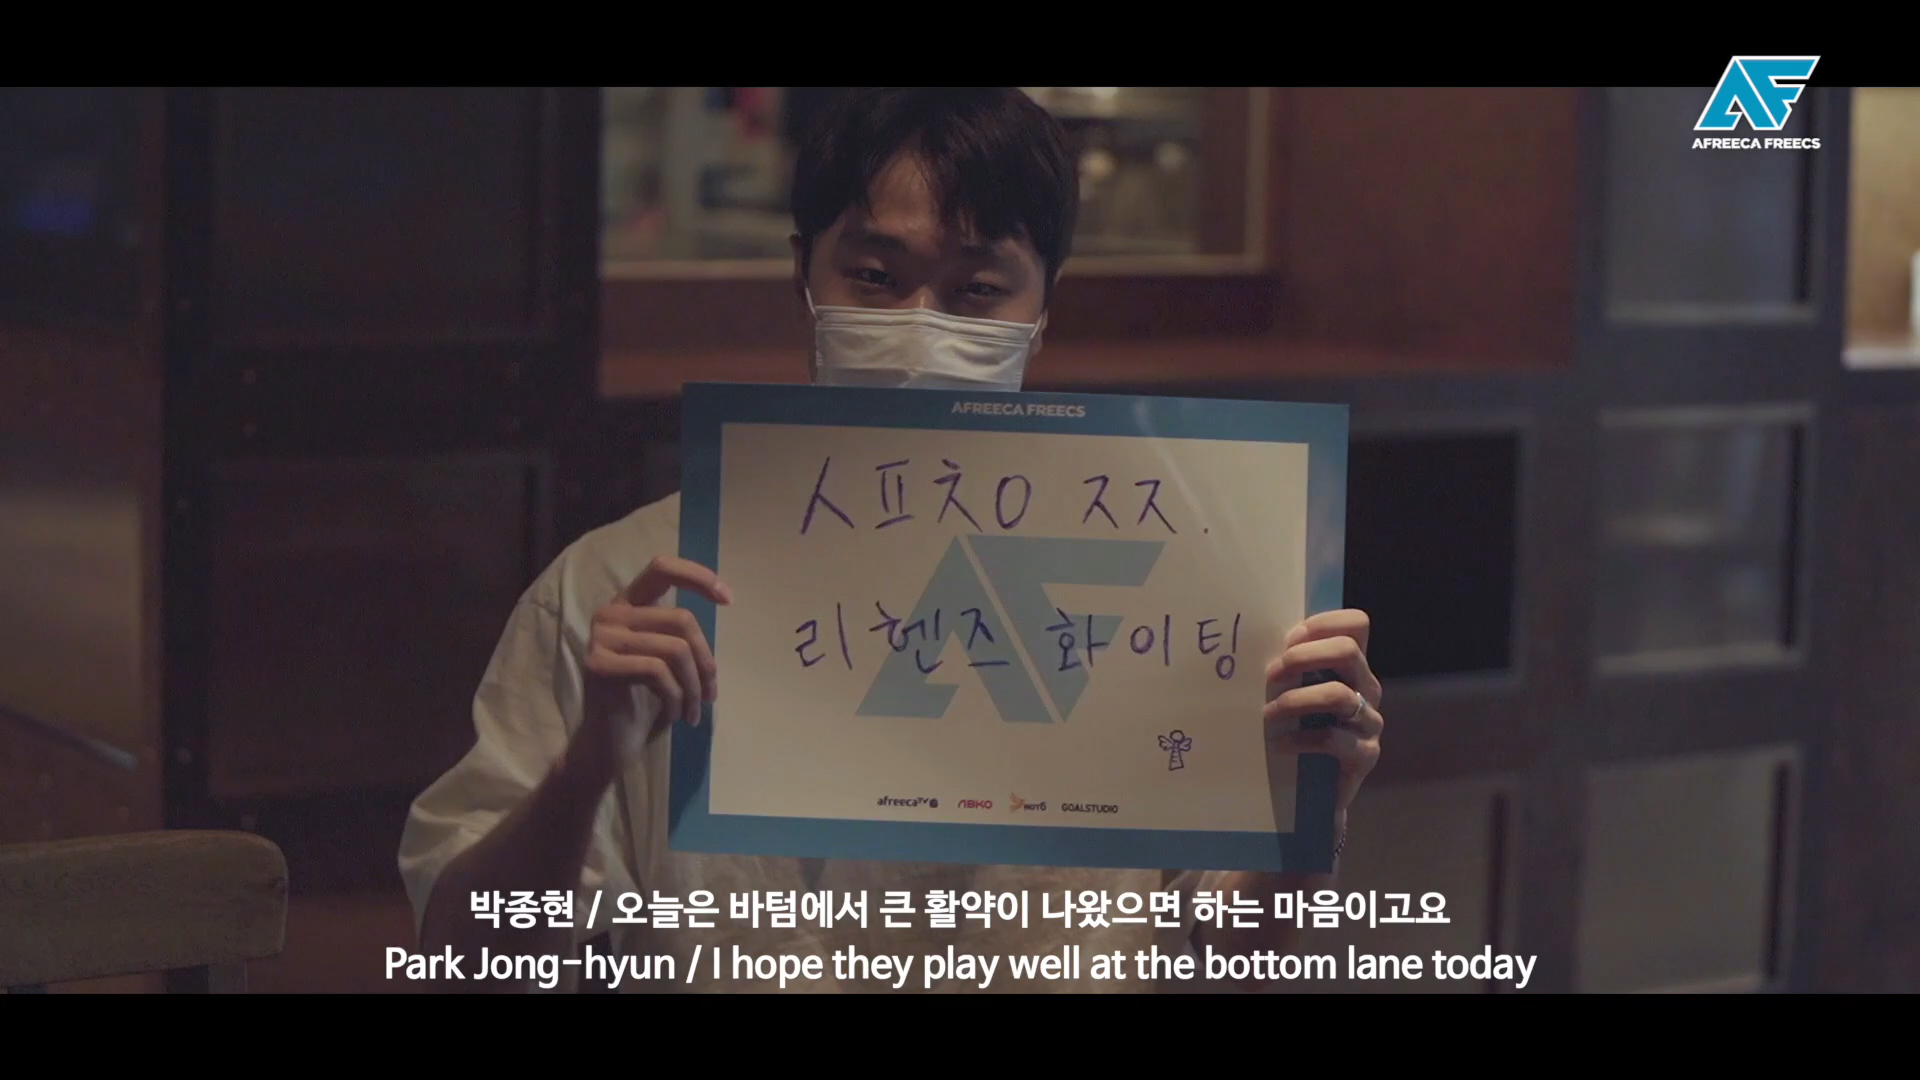 AF
AFREECA FREECS
AFREECA FREECS
ㅅㅍㅊㅇ ㅈㅈ.
리헨즈 화이팅
afreecaTV
ABKO
HOT6
GOALSTUDIO
박종현 / 오늘은 바텀에서 큰 활약이 나왔으면 하는 마음이고요
Park Jong-hyun / I hope they play well at the bottom lane today